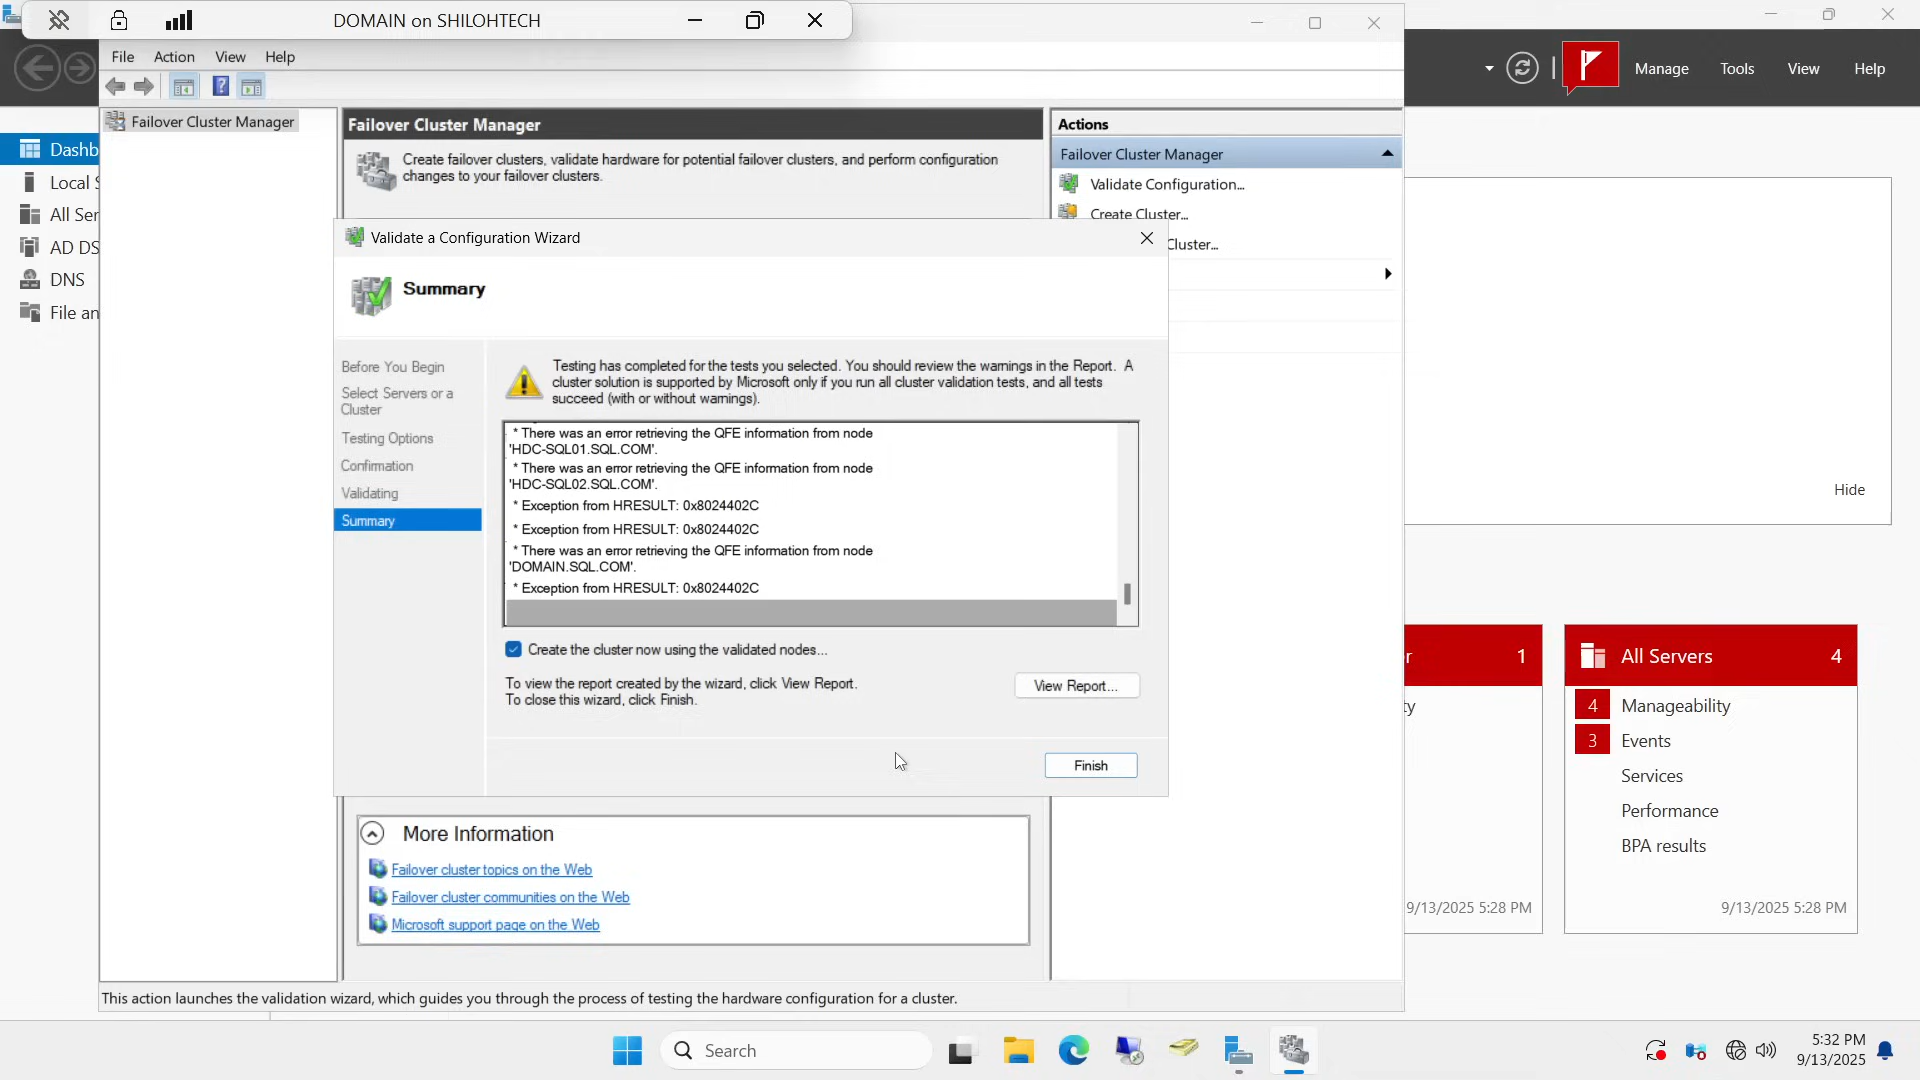 DOMAIN on SHILOHTECH
File Action View Help
Manage Tools View Help
Failover Cluster Manager
Failover Cluster Manager
Create failover clusters, validate hardware for potential failover clusters, and perform configuration
changes to your failover clusters.
Actions
Failover Cluster Manager
Validate Configuration...
Create Cluster...
Cluster...
Dashb
Local S
All Ser
AD DS
DNS
File an
Validate a Configuration Wizard
Summary
Before You Begin
Select Servers or a
Cluster
Testing Options
Confirmation
Validating
Summary
Testing has completed for the tests you selected. You should review the warnings in the Report. A
cluster solution is supported by Microsoft only if you run all cluster validation tests, and all tests
succeed (with or without warnings).
* There was an error retrieving the QFE information from node
'HDC-SQL01.SQL.COM'.
* There was an error retrieving the QFE information from node
'HDC-SQL02.SQL.COM'.
* Exception from HRESULT: 0x8024402C
* Exception from HRESULT: 0x8024402C
* There was an error retrieving the QFE information from node
'DOMAIN.SQL.COM'.
* Exception from HRESULT: 0x8024402C
Create the cluster now using the validated nodes...
To view the report created by the wizard, click View Report.
To close this wizard, click Finish.
View Report...
Finish
Hide
r 1
ty
9/13/2025 5:28 PM
All Servers 4
4 Manageability
3 Events
Services
Performance
BPA results
9/13/2025 5:28 PM
More Information
Failover cluster topics on the Web
Failover cluster communities on the Web
Microsoft support page on the Web
This action launches the validation wizard, which guides you through the process of testing the hardware configuration for a cluster.
Search
5:32 PM
9/13/2025